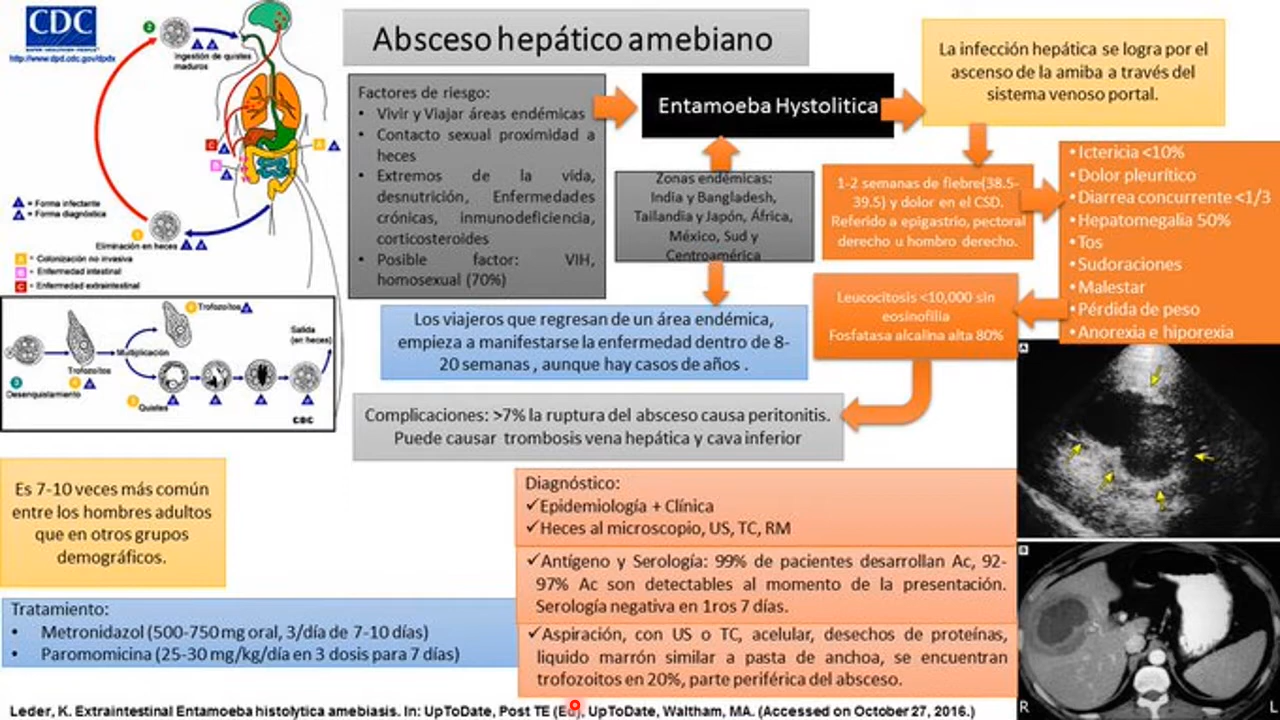 CDC
http://www.dpd.cdc.gov/dpdx
2
Ingestión de quistes
maduros
C
A
B
= Forma infectante
= Forma diagnóstica
1
Eliminación en heces
A = Colonización no invasiva
B = Enfermedad intestinal
C = Enfermedad extraintestinal
Trofozoítos
Salida
(en heces)
Multiplicación
Trofozoítos
3
4
Desenquistamiento
Quistes
CDC
Absceso hepático amebiano
Factores de riesgo:
• Vivir y Viajar áreas endémicas
• Contacto sexual proximidad a
heces
• Extremos de la vida,
desnutrición, Enfermedades
crónicas, inmunodeficiencia,
corticosteroides
• Posible factor: VIH,
homosexual (70%)
Entamoeba Hystolitica
Zonas endémicas:
India y Bangladesh,
Tailandia y Japón, África,
México, Sud y
Centroamérica
La infección hepática se logra por el
ascenso de la amiba a través del
sistema venoso portal.
1-2 semanas de fiebre(38.5-
39.5) y dolor en el CSD.
Referido a epigastrio, pectoral
derecho u hombro derecho.
• Ictericia <10%
• Dolor pleurítico
• Diarrea concurrente <1/3
• Hepatomegalia 50%
• Tos
• Sudoraciones
• Malestar
• Pérdida de peso
• Anorexia e hiporexia
Leucocitosis <10,000 sin
eosinofilia
Fosfatasa alcalina alta 80%
Los viajeros que regresan de un área endémica,
empieza a manifestarse la enfermedad dentro de 8-
20 semanas , aunque hay casos de años .
Complicaciones: >7% la ruptura del absceso causa peritonitis.
Puede causar trombosis vena hepática y cava inferior
Es 7-10 veces más común
entre los hombres adultos
que en otros grupos
demográficos.
Diagnóstico:
✓Epidemiología + Clínica
✓Heces al microscopio, US, TC, RM
✓Antígeno y Serología: 99% de pacientes desarrollan Ac, 92-
97% Ac son detectables al momento de la presentación.
Serología negativa en 1ros 7 días.
✓Aspiración, con US o TC, acelular, desechos de proteínas,
liquido marrón similar a pasta de anchoa, se encuentran
trofozoitos en 20%, parte periférica del absceso.
Tratamiento:
• Metronidazol (500-750 mg oral, 3/día de 7-10 días)
• Paromomicina (25-30 mg/kg/día en 3 dosis para 7 días)
A
B
R
L
Leder, K. Extraintestinal Entamoeba histolytica amebiasis. In: UpToDate, Post TE (Ed), UpToDate, Waltham, MA. (Accessed on October 27, 2016.)